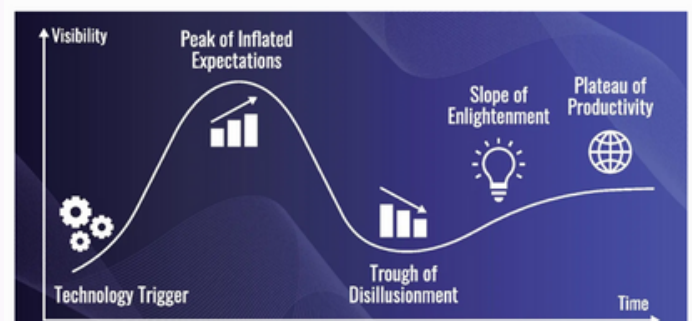 Visibility
Peak of Inflated
Expectations
Slope of
Enlightenment
Plateau of
Productivity
Technology Trigger
Trough of
Disillusionment
Time